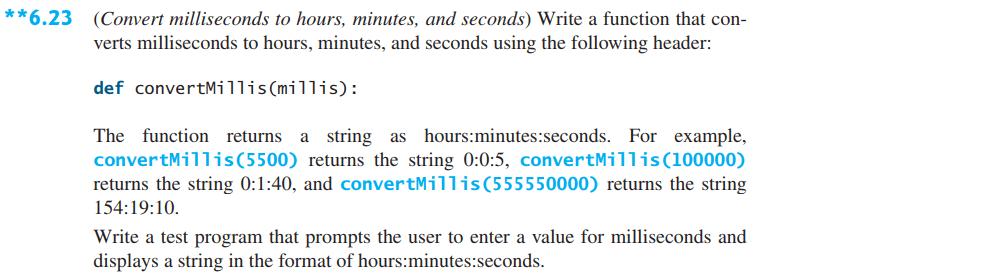 **6.23 (Convert milliseconds to hours, minutes, and seconds) Write a function that con-
verts milliseconds to hours, minutes, and seconds using the following header:
def convertMillis(millis):
The function returns a string as hours:minutes:seconds. For example,
convertMillis(5500) returns the string 0:0:5, convertMillis(100000)
returns the string 0:1:40, and convertMillis(555550000) returns the string
154:19:10.
Write a test program that prompts the user to enter a value for milliseconds and
displays a string in the format of hours:minutes:seconds.